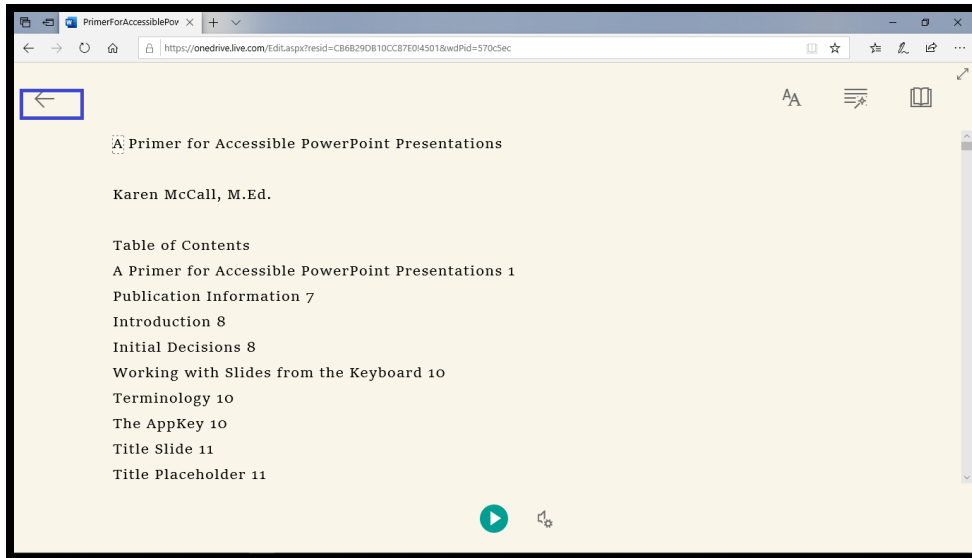 PrimerForAccessiblePov
https://onedrive.live.com/Edit.aspx?resid=CB6B29DB10CC87E0!4501&wdPid=570c5ec
AA
A Primer for Accessible PowerPoint Presentations
Karen McCall, M.Ed.
Table of Contents
A Primer for Accessible PowerPoint Presentations 1
Publication Information 7
Introduction 8
Initial Decisions 8
Working with Slides from the Keyboard 10
Terminology 10
The AppKey 10
Title Slide 11
Title Placeholder 11